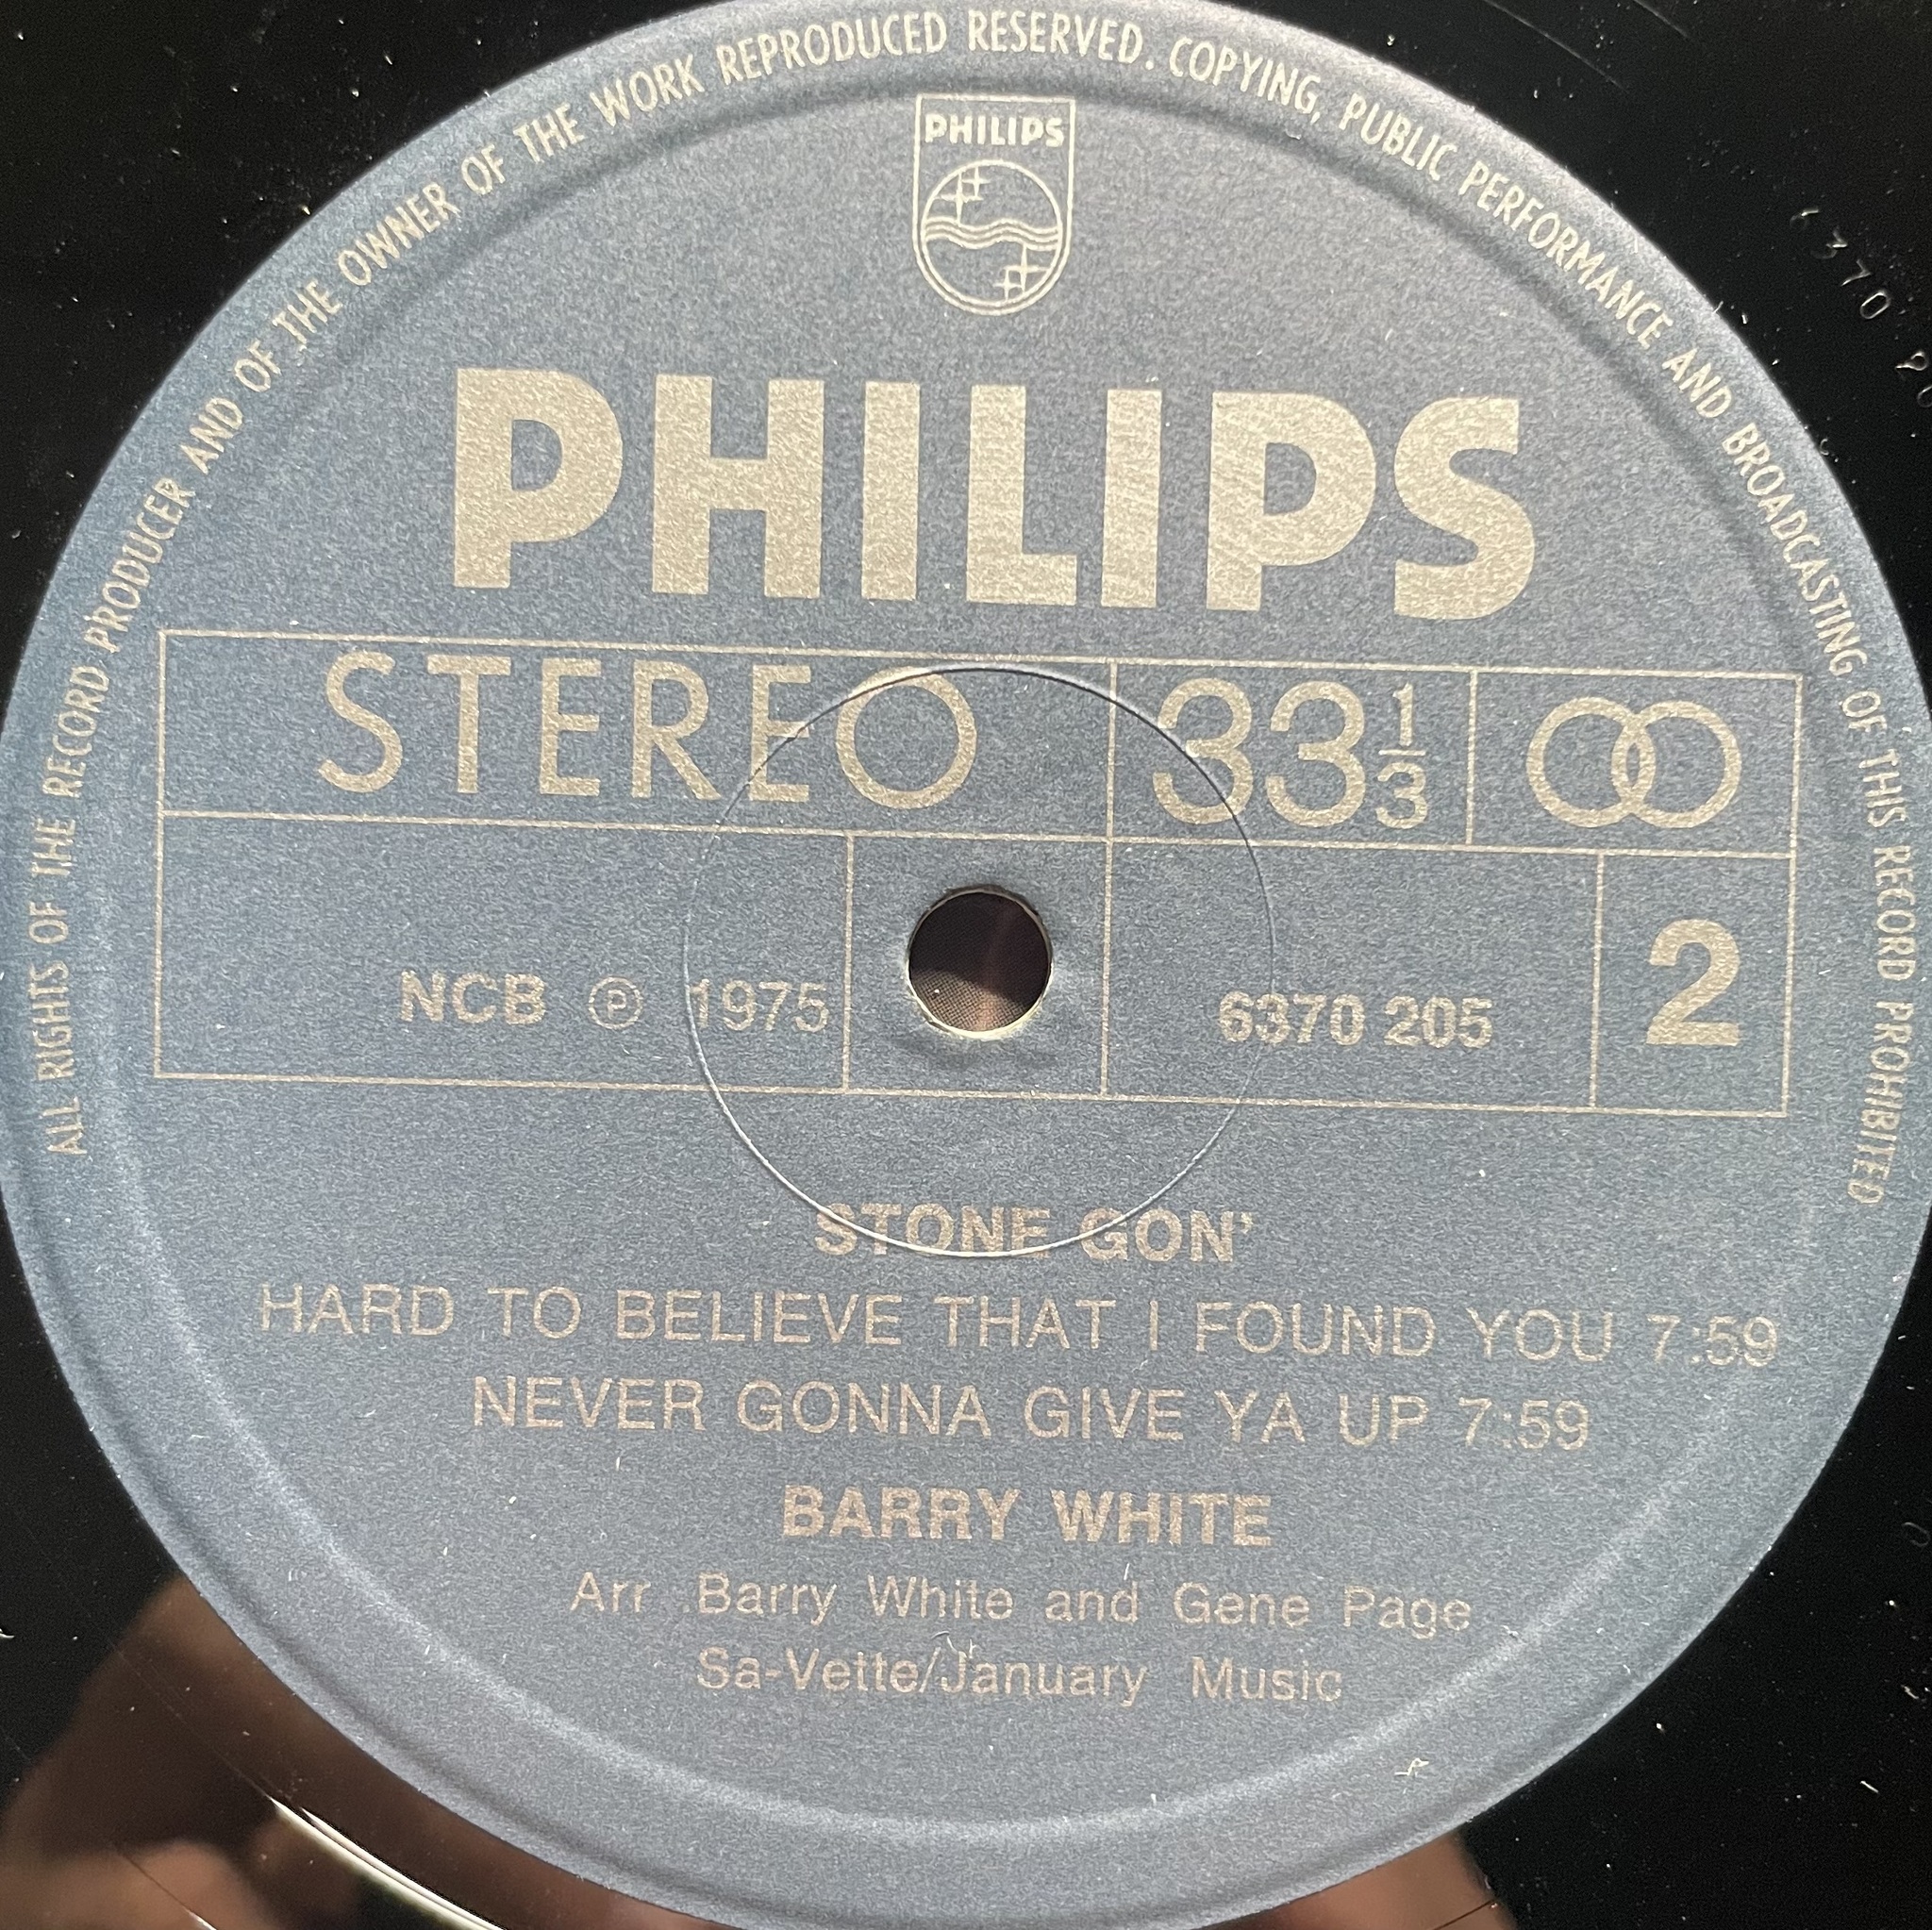 ALL RIGHTS OF THE RECORD PRODUCER AND OF THE OWNER OF THE WORK REPRODUCED RESERVED. COPYING, PUBLIC PERFORMANCE AND BROADCASTING OF THIS RECORD PROHIBITED
PHILIPS
PHILIPS
STEREO 33 1/3
NCB Ⓟ 1975 6370 205 2
STONE GON'
HARD TO BELIEVE THAT I FOUND YOU 7:59
NEVER GONNA GIVE YA UP 7:59
BARRY WHITE
Arr. Barry White and Gene Page
Sa-Vette/January Music
6370